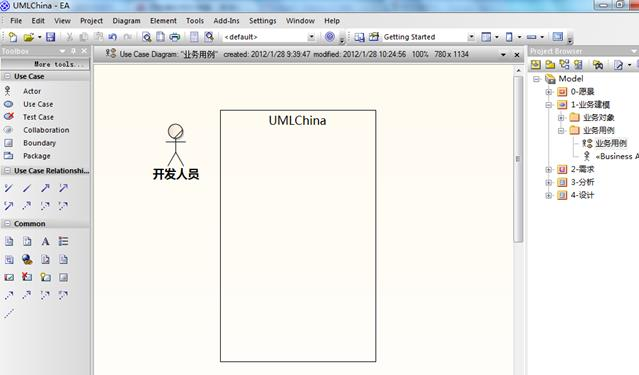 UMLChina - EA
File Edit View Project Diagram Element Tools Add-Ins Settings Window Help
<default>
Getting Started
Toolbox
More tools...
Use Case
Actor
Use Case
Test Case
Collaboration
Boundary
Package
Use Case Relationshi...
Common
Use Case Diagram: "业务用例" created: 2012/1/28 9:39:47 modified: 2012/1/28 10:24:56 100% 780 x 1134
UMLChina
开发人员
Project Browser
Model
0-愿景
1-业务建模
业务对象
业务用例
业务用例
«Business A
2-需求
3-分析
4-设计